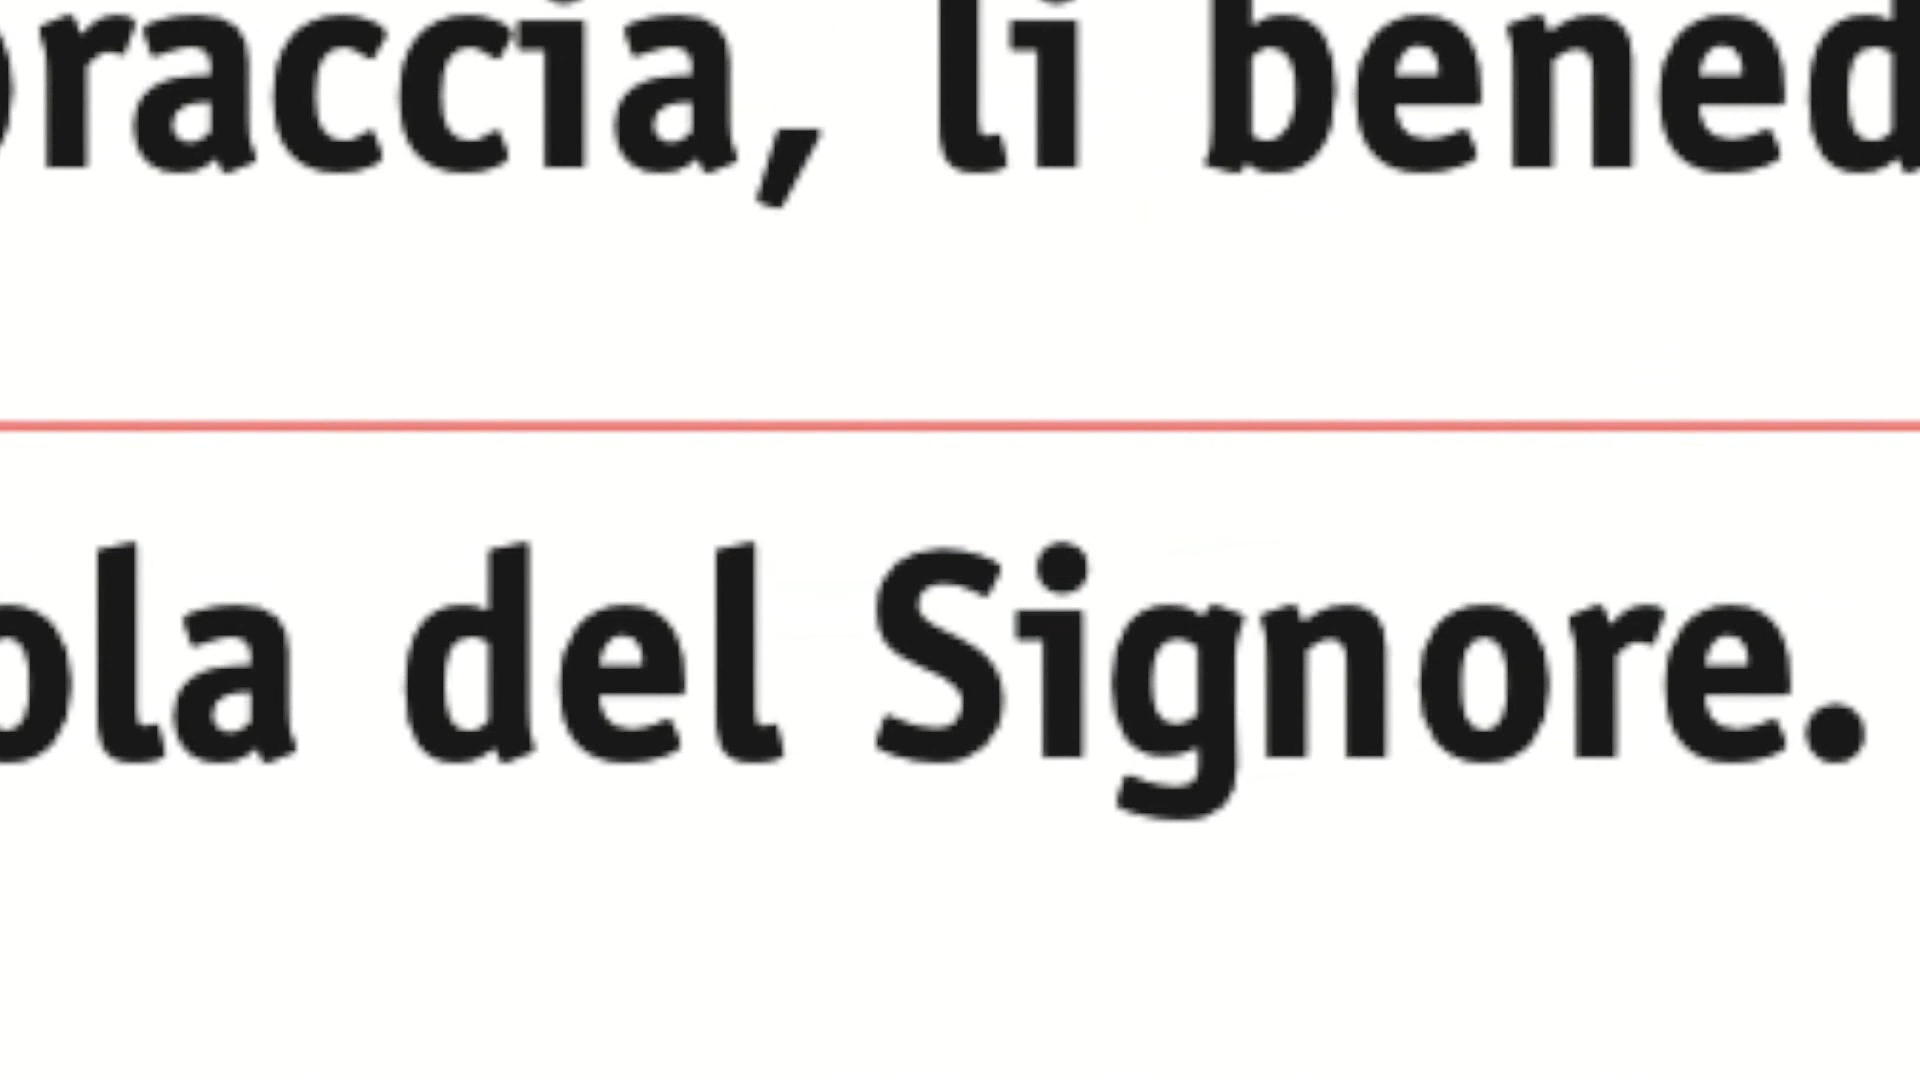 braccia, li bened
ola del Signore.